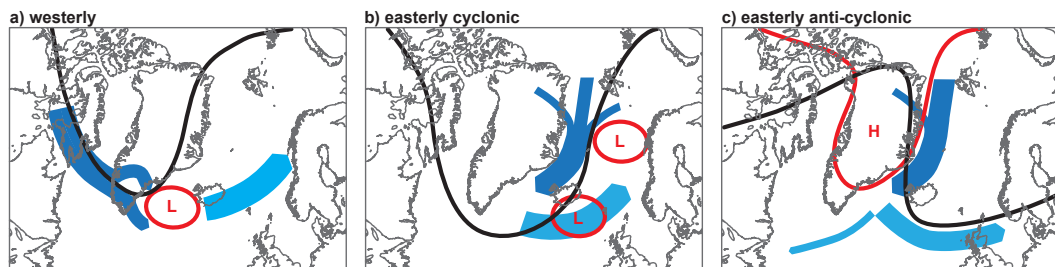 a) westerly
b) easterly cyclonic
c) easterly anti-cyclonic
L
L
L
H